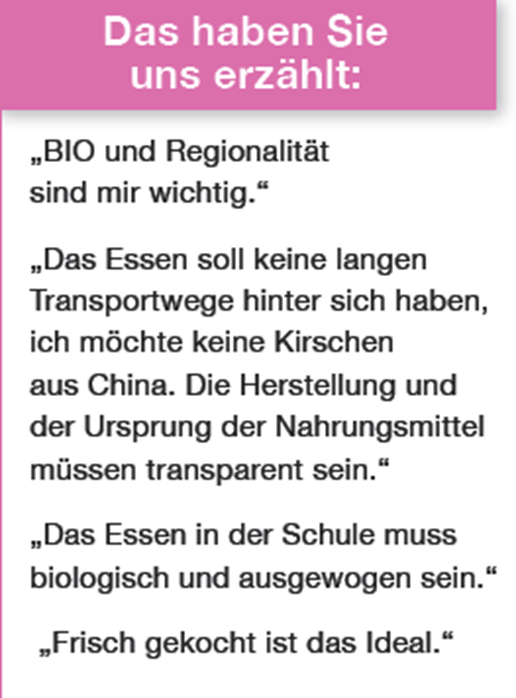 Das haben Sie
uns erzählt:
„BIO und Regionalität
sind mir wichtig.“
„Das Essen soll keine langen
Transportwege hinter sich haben,
ich möchte keine Kirschen
aus China. Die Herstellung und
der Ursprung der Nahrungsmittel
müssen transparent sein.“
„Das Essen in der Schule muss
biologisch und ausgewogen sein.“
„Frisch gekocht ist das Ideal.“